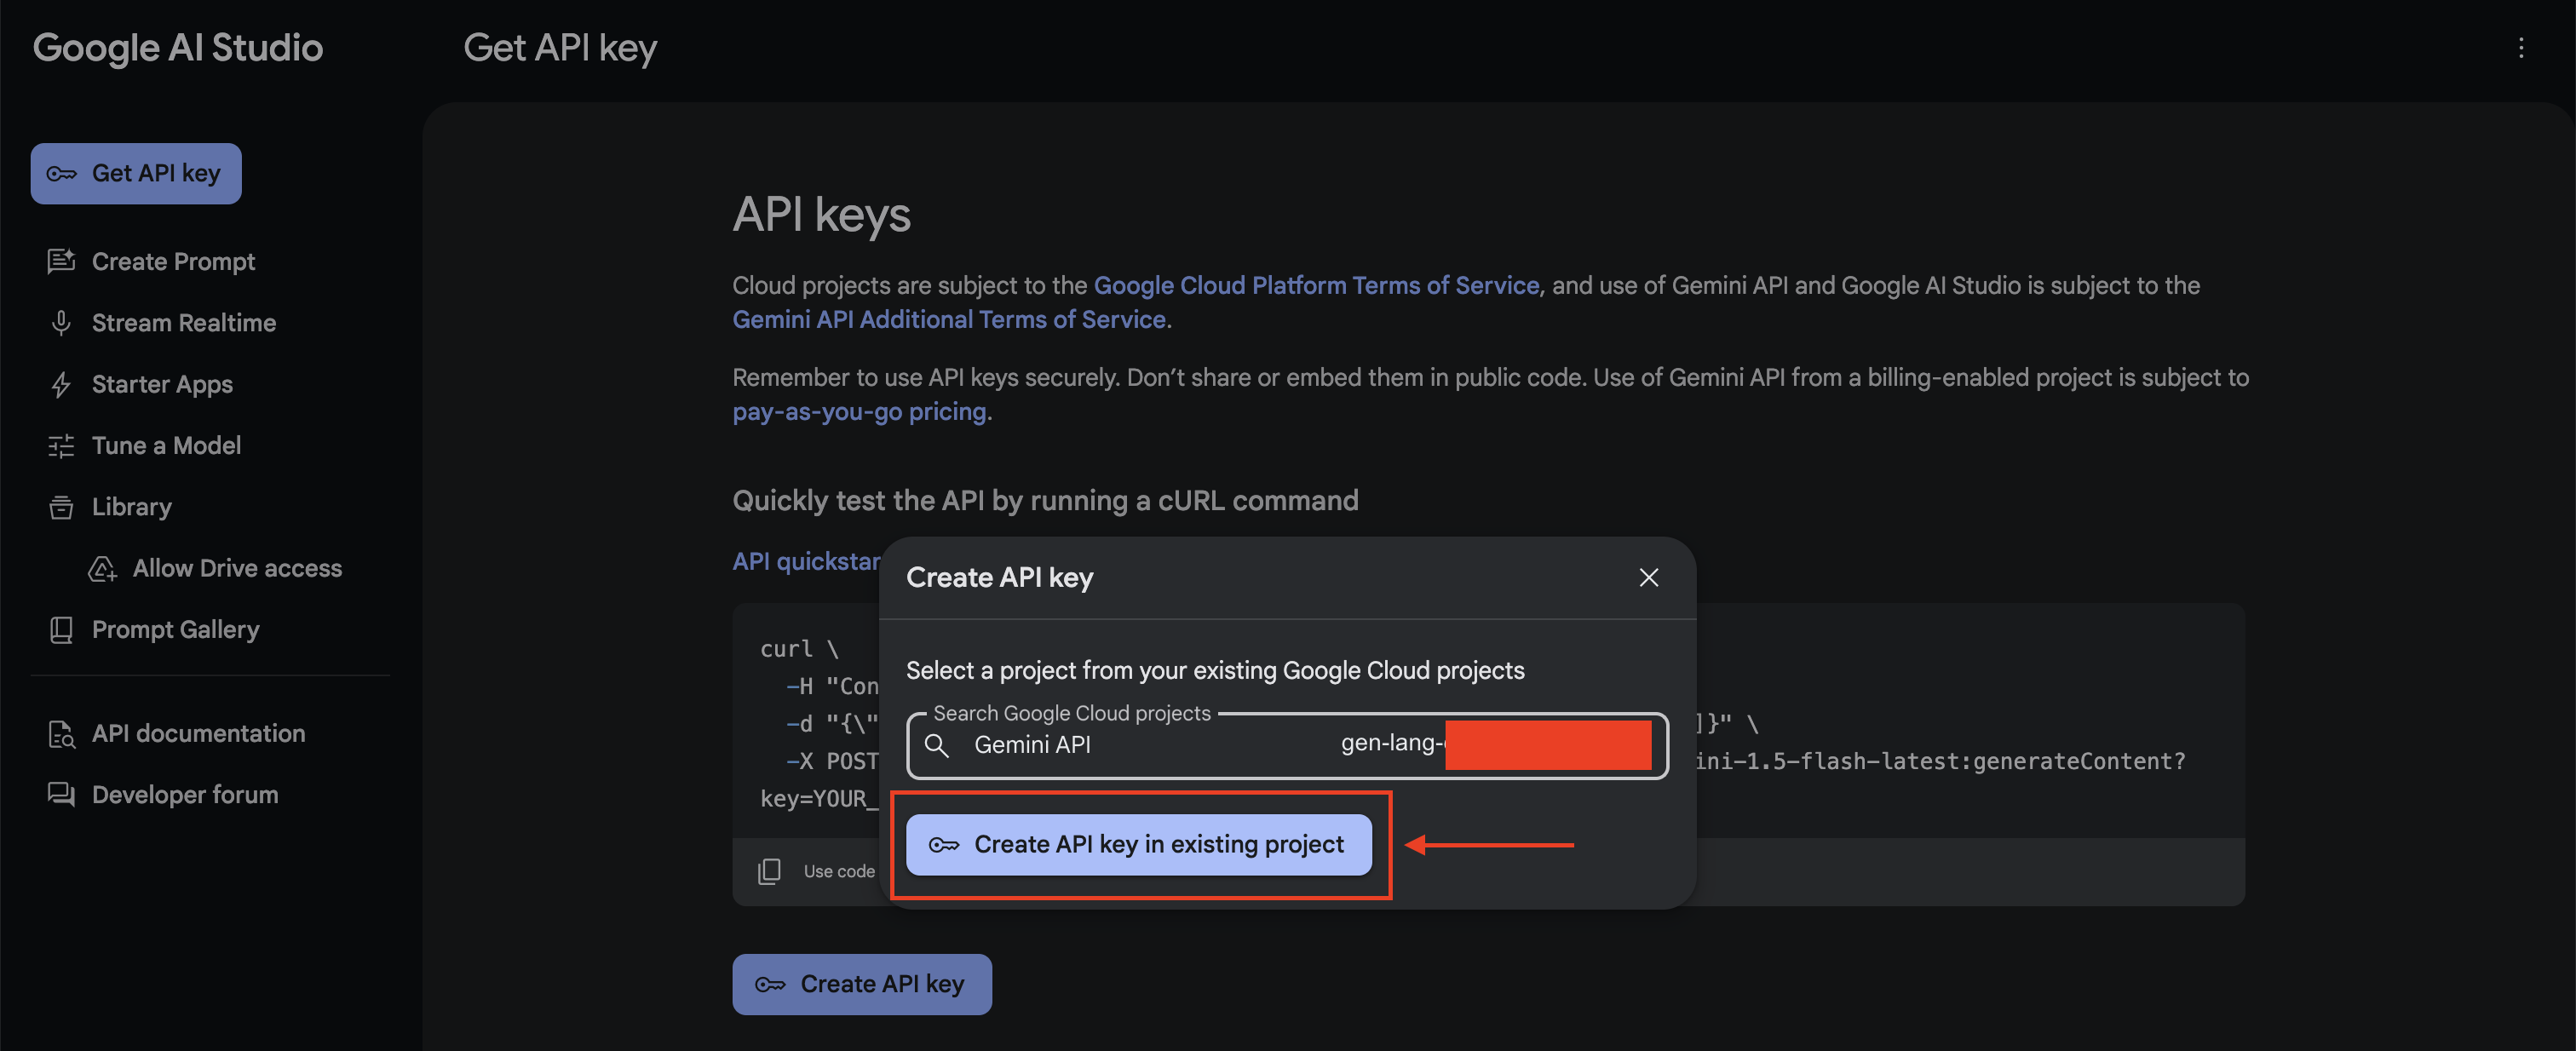 Google AI Studio
Get API key
Get API key
Create Prompt
Stream Realtime
Starter Apps
Tune a Model
Library
Allow Drive access
Prompt Gallery
API documentation
Developer forum
API keys
Cloud projects are subject to the Google Cloud Platform Terms of Service, and use of Gemini API and Google AI Studio is subject to the
Gemini API Additional Terms of Service.
Remember to use API keys securely. Don’t share or embed them in public code. Use of Gemini API from a billing-enabled project is subject to
pay-as-you-go pricing.
Quickly test the API by running a cURL command
API
curl \
-H
-d "{\" ]}" \
-X POST ini-1.5-flash-latest:generateContent?
key=YOUR_
Use code
Create API key
Select a project from your existing Google Cloud projects
Search Google Cloud projects
Gemini API gen-lang-
Create API key in existing project
Create API key